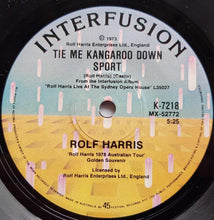 INTERFUSION
℗ 1973
Rolf Harris Enterprises Ltd., England
TIE ME KANGAROO DOWN
SPORT
(Rolf Harris) (Castle)
From the Interfusion Album
"Rolf Harris Live At The Sydney Opera House" L35027
K-7218
MX-52772
5:25
ROLF HARRIS
'Rolf Harris 1978 Australian Tour'
Golden Souvenir
Licensed by
Rolf Harris Enterprises Ltd., England
45